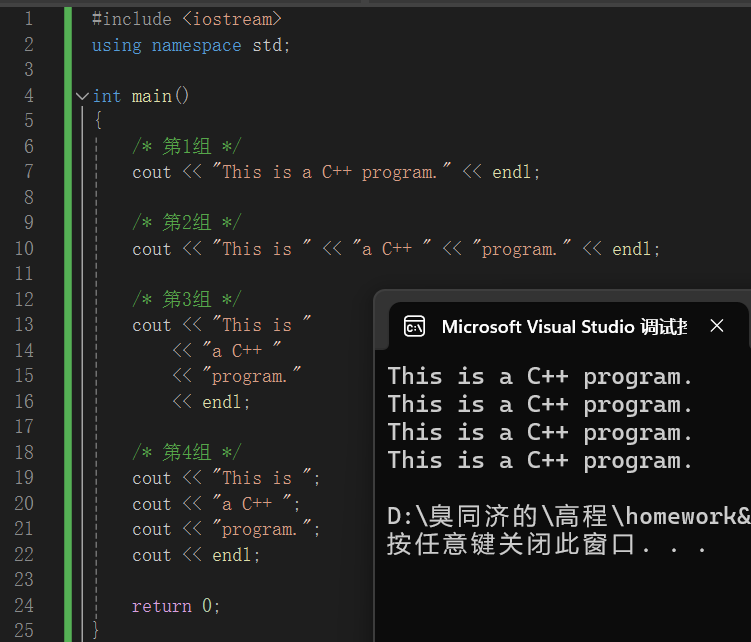 1 #include <iostream>
2 using namespace std;
3
4 int main()
5 {
6 /* 第1组 */
7 cout << "This is a C++ program." << endl;
8
9 /* 第2组 */
10 cout << "This is " << "a C++ " << "program." << endl;
11
12 /* 第3组 */
13 cout << "This is "
14 << "a C++ "
15 << "program."
16 << endl;
17
18 /* 第4组 */
19 cout << "This is ";
20 cout << "a C++ ";
21 cout << "program.";
22 cout << endl;
23
24 return 0;
25 }
Microsoft Visual Studio 调试
This is a C++ program.
This is a C++ program.
This is a C++ program.
This is a C++ program.
D:\臭同济的\高程\homework&
按任意键关闭此窗口. . .